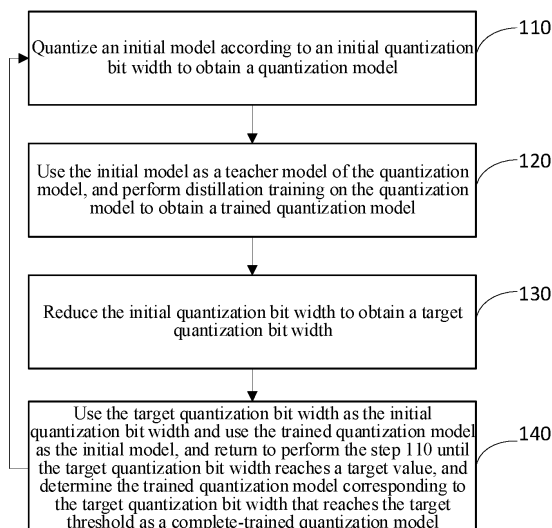 Quantize an initial model according to an initial quantization
bit width to obtain a quantization model
110
Use the initial model as a teacher model of the quantization
model, and perform distillation training on the quantization
model to obtain a trained quantization model
120
Reduce the initial quantization bit width to obtain a target
quantization bit width
130
Use the target quantization bit width as the initial
quantization bit width and use the trained quantization model
as the initial model, and return to perform the step 110 until
the target quantization bit width reaches a target value, and
determine the trained quantization model corresponding to
the target quantization bit width that reaches the target
threshold as a complete-trained quantization model
140